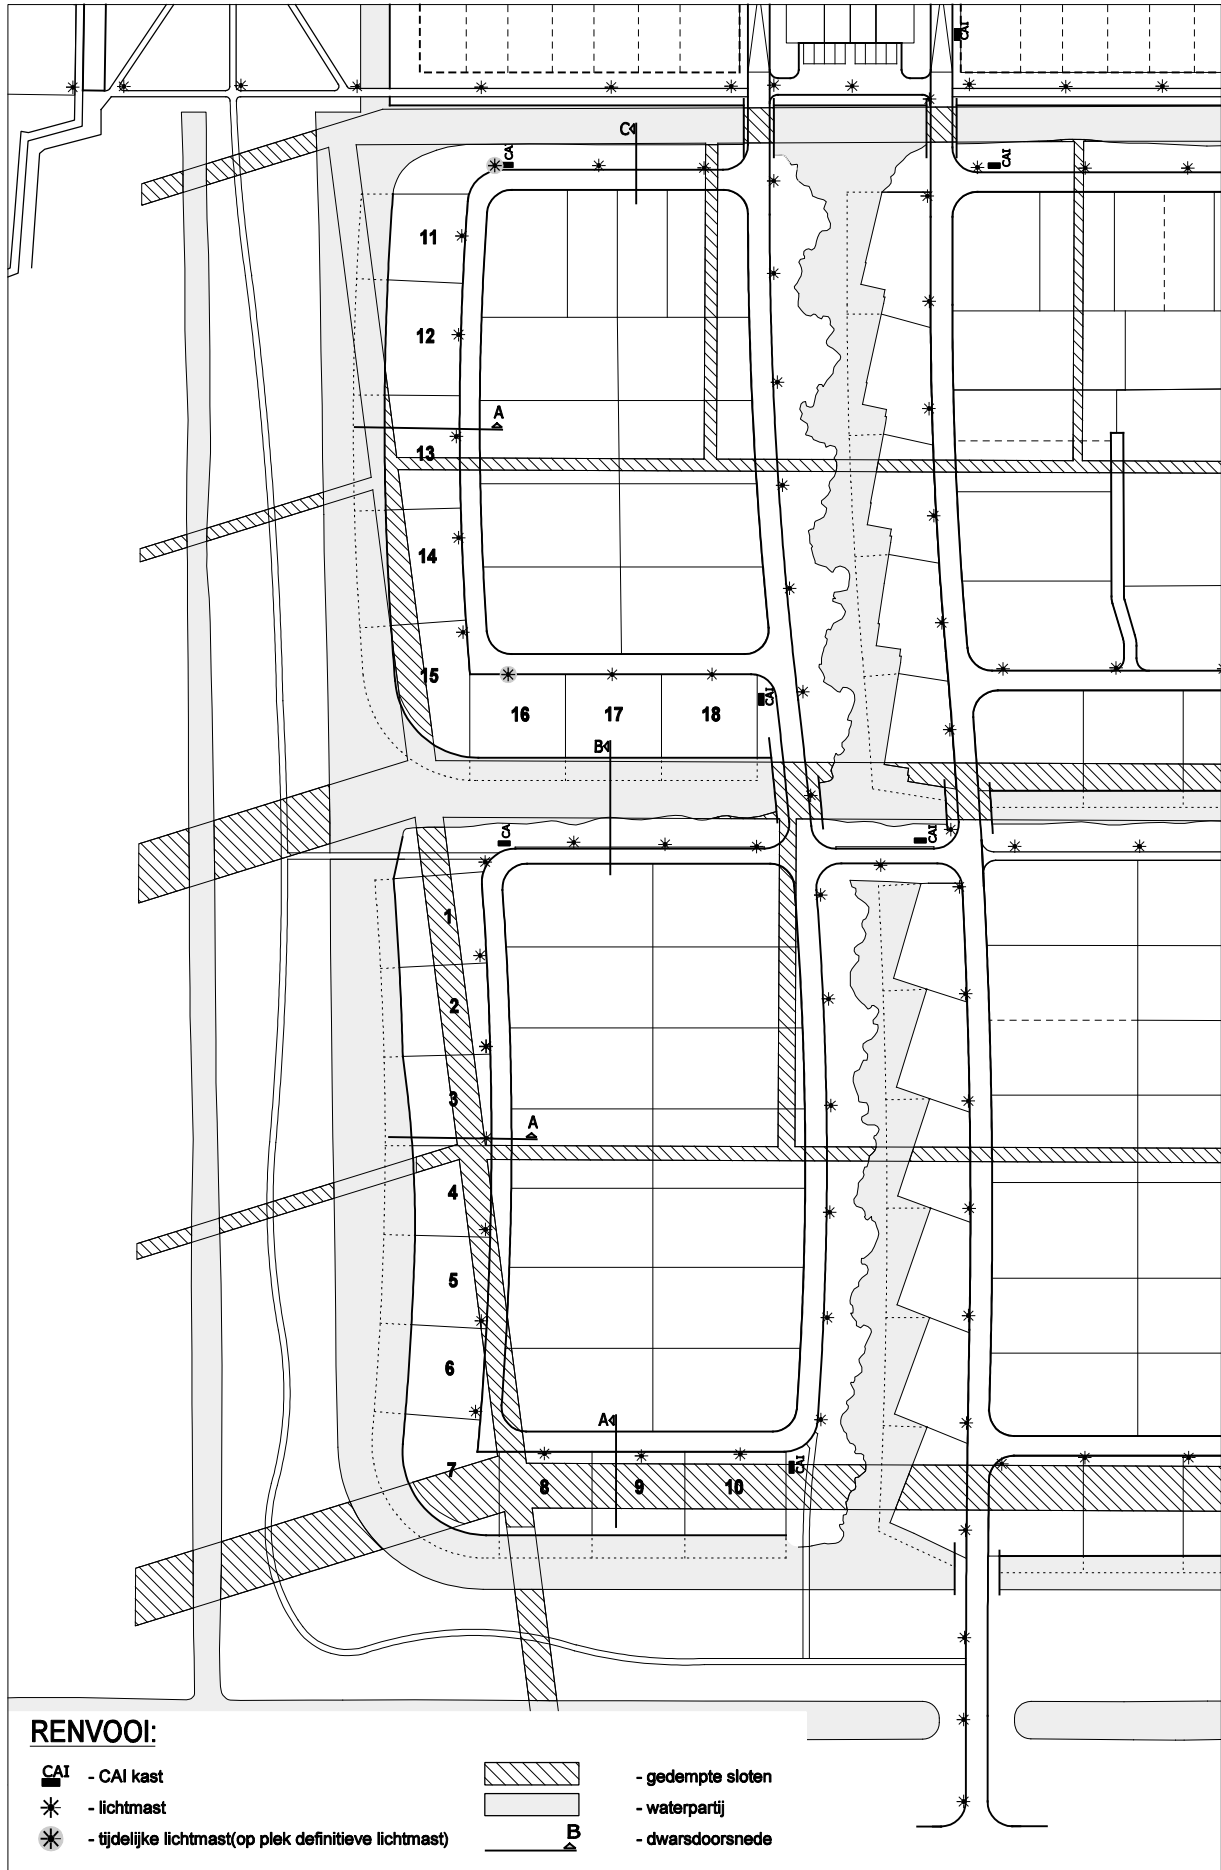 CAI
C
CA
CAI
11
12
A
13
14
15
16
17
18
CAI
B
CA
CAI
1
2
3
A
4
5
6
A
7
8
9
10
CAI
RENVOOI:
CAI - CAI kast
- lichtmast
- tijdelijke lichtmast(op plek definitieve lichtmast)
- gedempte sloten
- waterpartij
B - dwarsdoorsnede